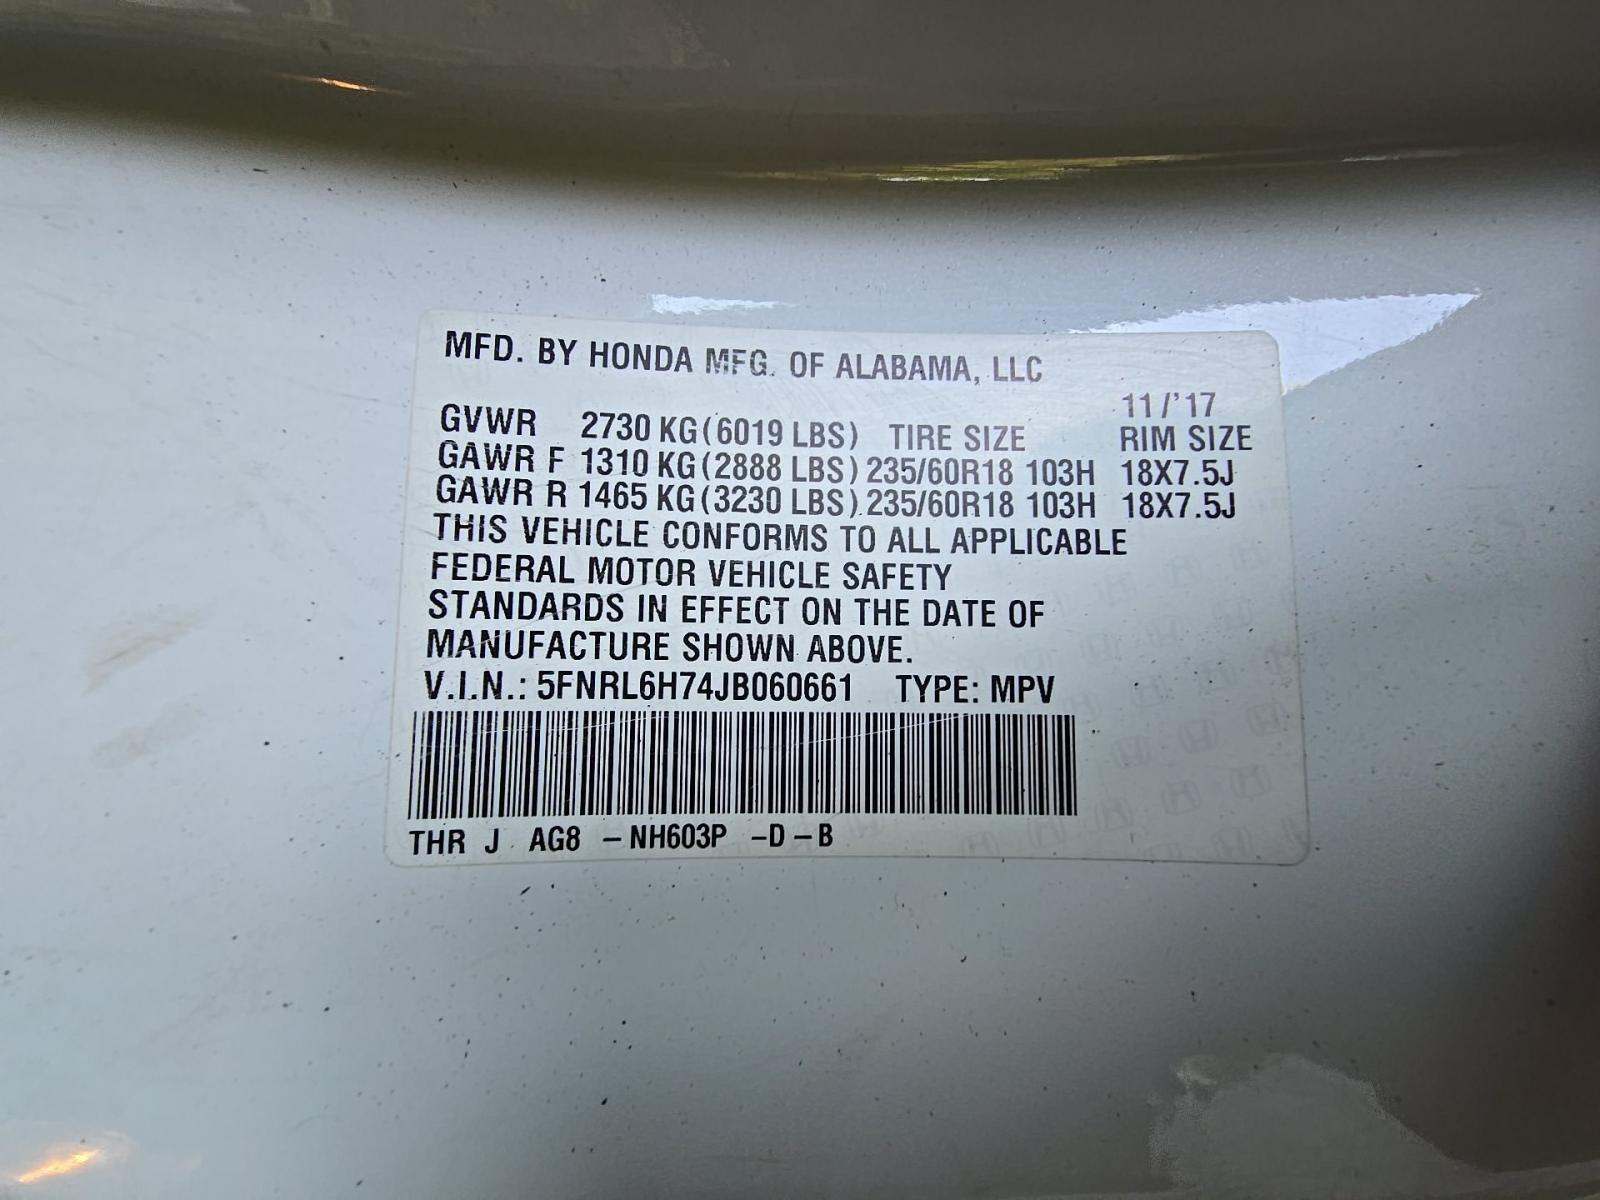 MFD. BY HONDA MFG. OF ALABAMA, LLC
11/'17
GVWR 2730 KG(6019 LBS) TIRE SIZE RIM SIZE
GAWR F 1310 KG(2888 LBS) 235/60R18 103H 18X7.5J
GAWR R 1465 KG(3230 LBS) 235/60R18 103H 18X7.5J
THIS VEHICLE CONFORMS TO ALL APPLICABLE
FEDERAL MOTOR VEHICLE SAFETY
STANDARDS IN EFFECT ON THE DATE OF
MANUFACTURE SHOWN ABOVE.
V.I.N.: 5FNRL6H74JB060661 TYPE: MPV
THR J AG8 -NH603P -D-B